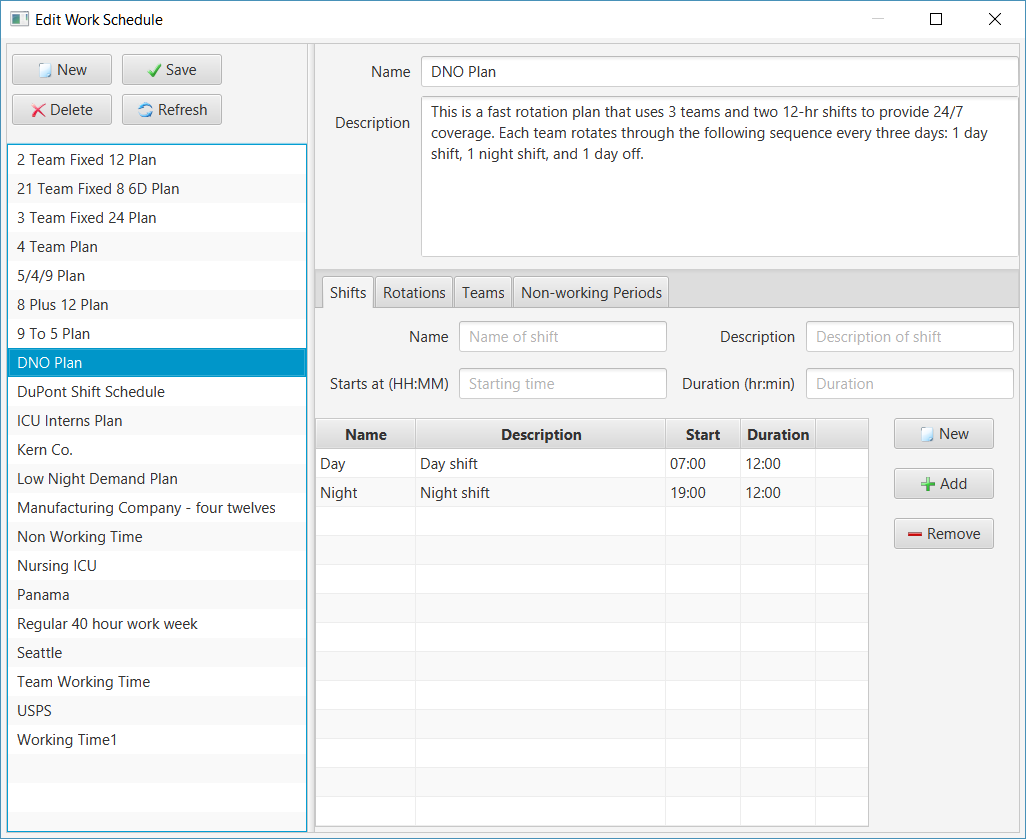 Edit Work Schedule
New
Save
Delete
Refresh
2 Team Fixed 12 Plan
21 Team Fixed 8 6D Plan
3 Team Fixed 24 Plan
4 Team Plan
5/4/9 Plan
8 Plus 12 Plan
9 To 5 Plan
DNO Plan
DuPont Shift Schedule
ICU Interns Plan
Kern Co.
Low Night Demand Plan
Manufacturing Company - four twelves
Non Working Time
Nursing ICU
Panama
Regular 40 hour work week
Seattle
Team Working Time
USPS
Working Time1
Name DNO Plan
Description
This is a fast rotation plan that uses 3 teams and two 12-hr shifts to provide 24/7
coverage. Each team rotates through the following sequence every three days: 1 day
shift, 1 night shift, and 1 day off.
Shifts Rotations Teams Non-working Periods
Name Name of shift Description Description of shift
Starts at (HH:MM) Starting time Duration (hr:min) Duration
Name Description Start Duration
Day Day shift 07:00 12:00
Night Night shift 19:00 12:00
New
Add
Remove